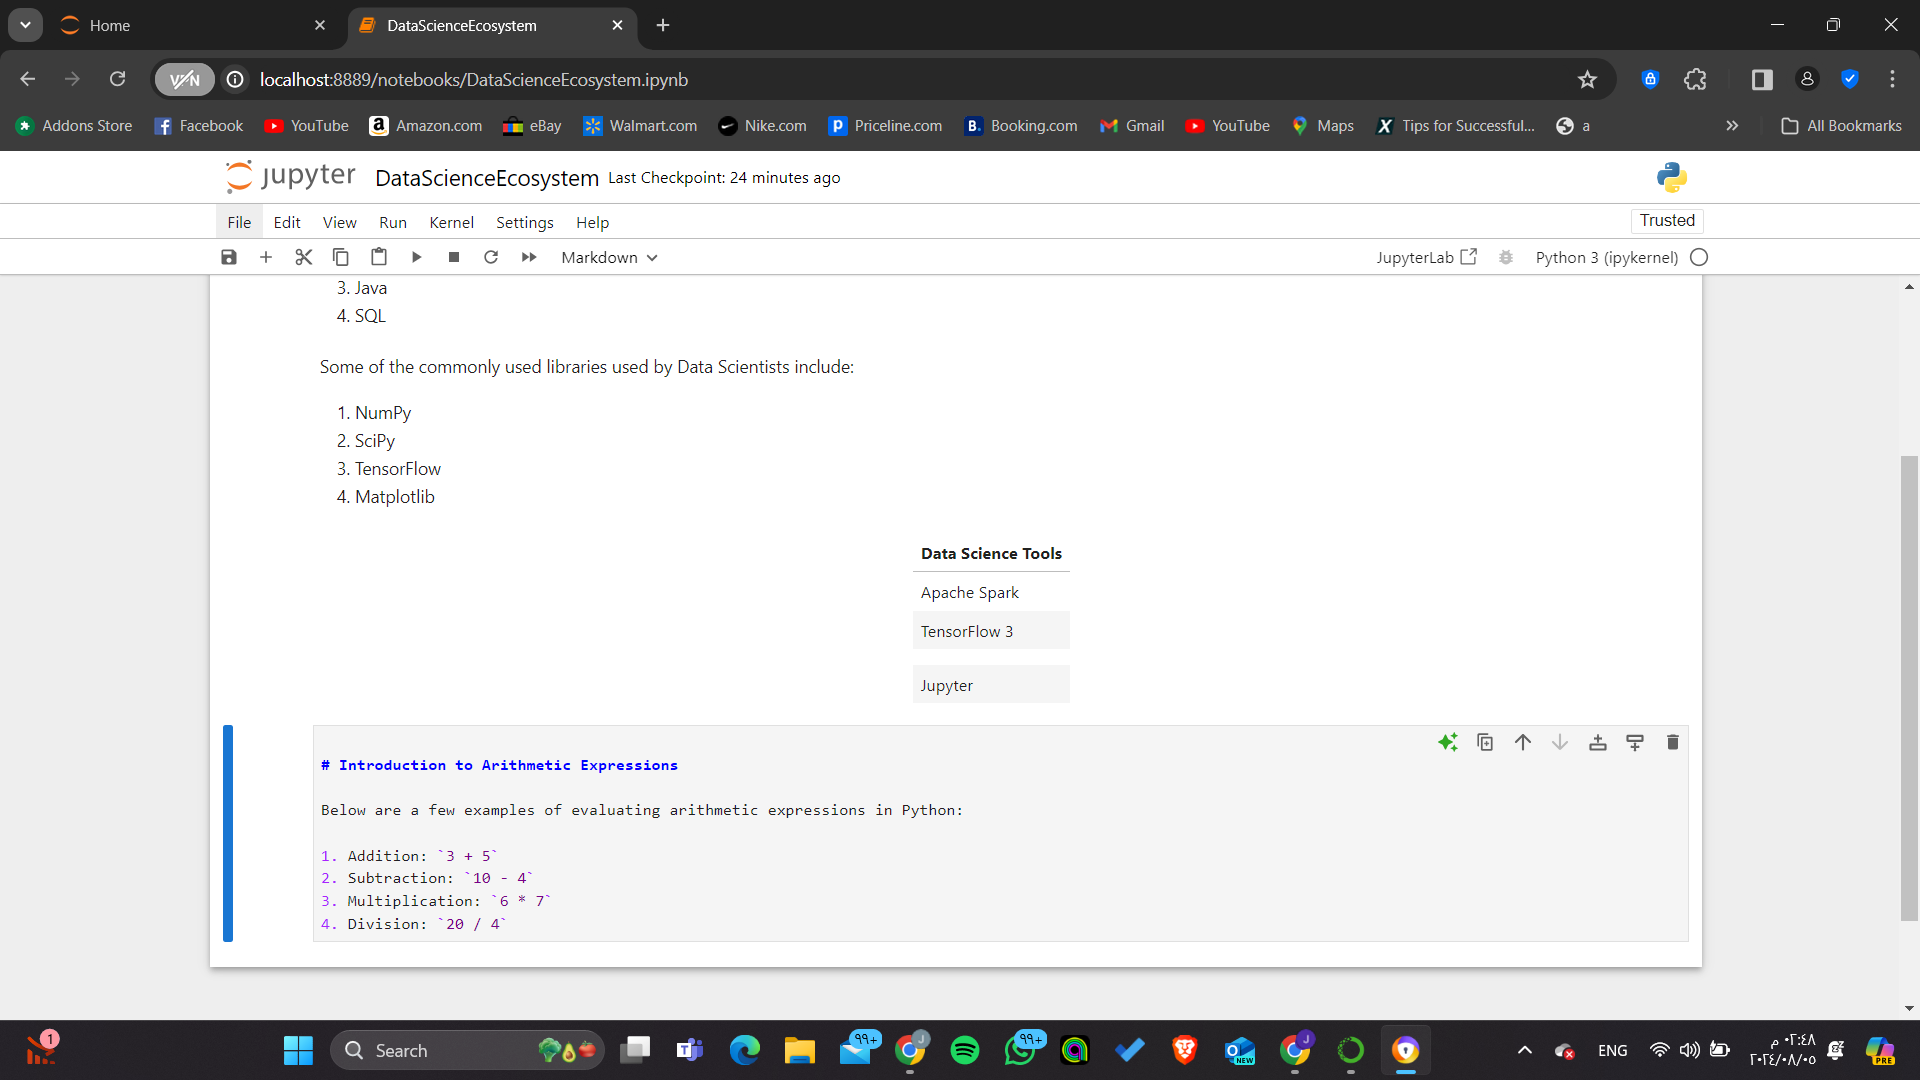 Home
DataScienceEcosystem
VPN
localhost:8889/notebooks/DataScienceEcosystem.ipynb
Addons Store
Facebook
YouTube
Amazon.com
eBay
Walmart.com
Nike.com
Priceline.com
Booking.com
Gmail
YouTube
Maps
Tips for Successful...
a
All Bookmarks
jupyter DataScienceEcosystem Last Checkpoint: 24 minutes ago
File Edit View Run Kernel Settings Help
Trusted
Markdown
JupyterLab
Python 3 (ipykernel)
3. Java
4. SQL
Some of the commonly used libraries used by Data Scientists include:
1. NumPy
2. SciPy
3. TensorFlow
4. Matplotlib
Data Science Tools
Apache Spark
TensorFlow 3
Jupyter
# Introduction to Arithmetic Expressions
Below are a few examples of evaluating arithmetic expressions in Python:
1. Addition: `3 + 5`
2. Subtraction: `10 - 4`
3. Multiplication: `6 * 7`
4. Division: `20 / 4`
1
Search
٩٩+
J
٩٩+
NEW
J
ENG
٠٢:٤٨ م
٢٠٢٤/٠٨/٠٥
PRE